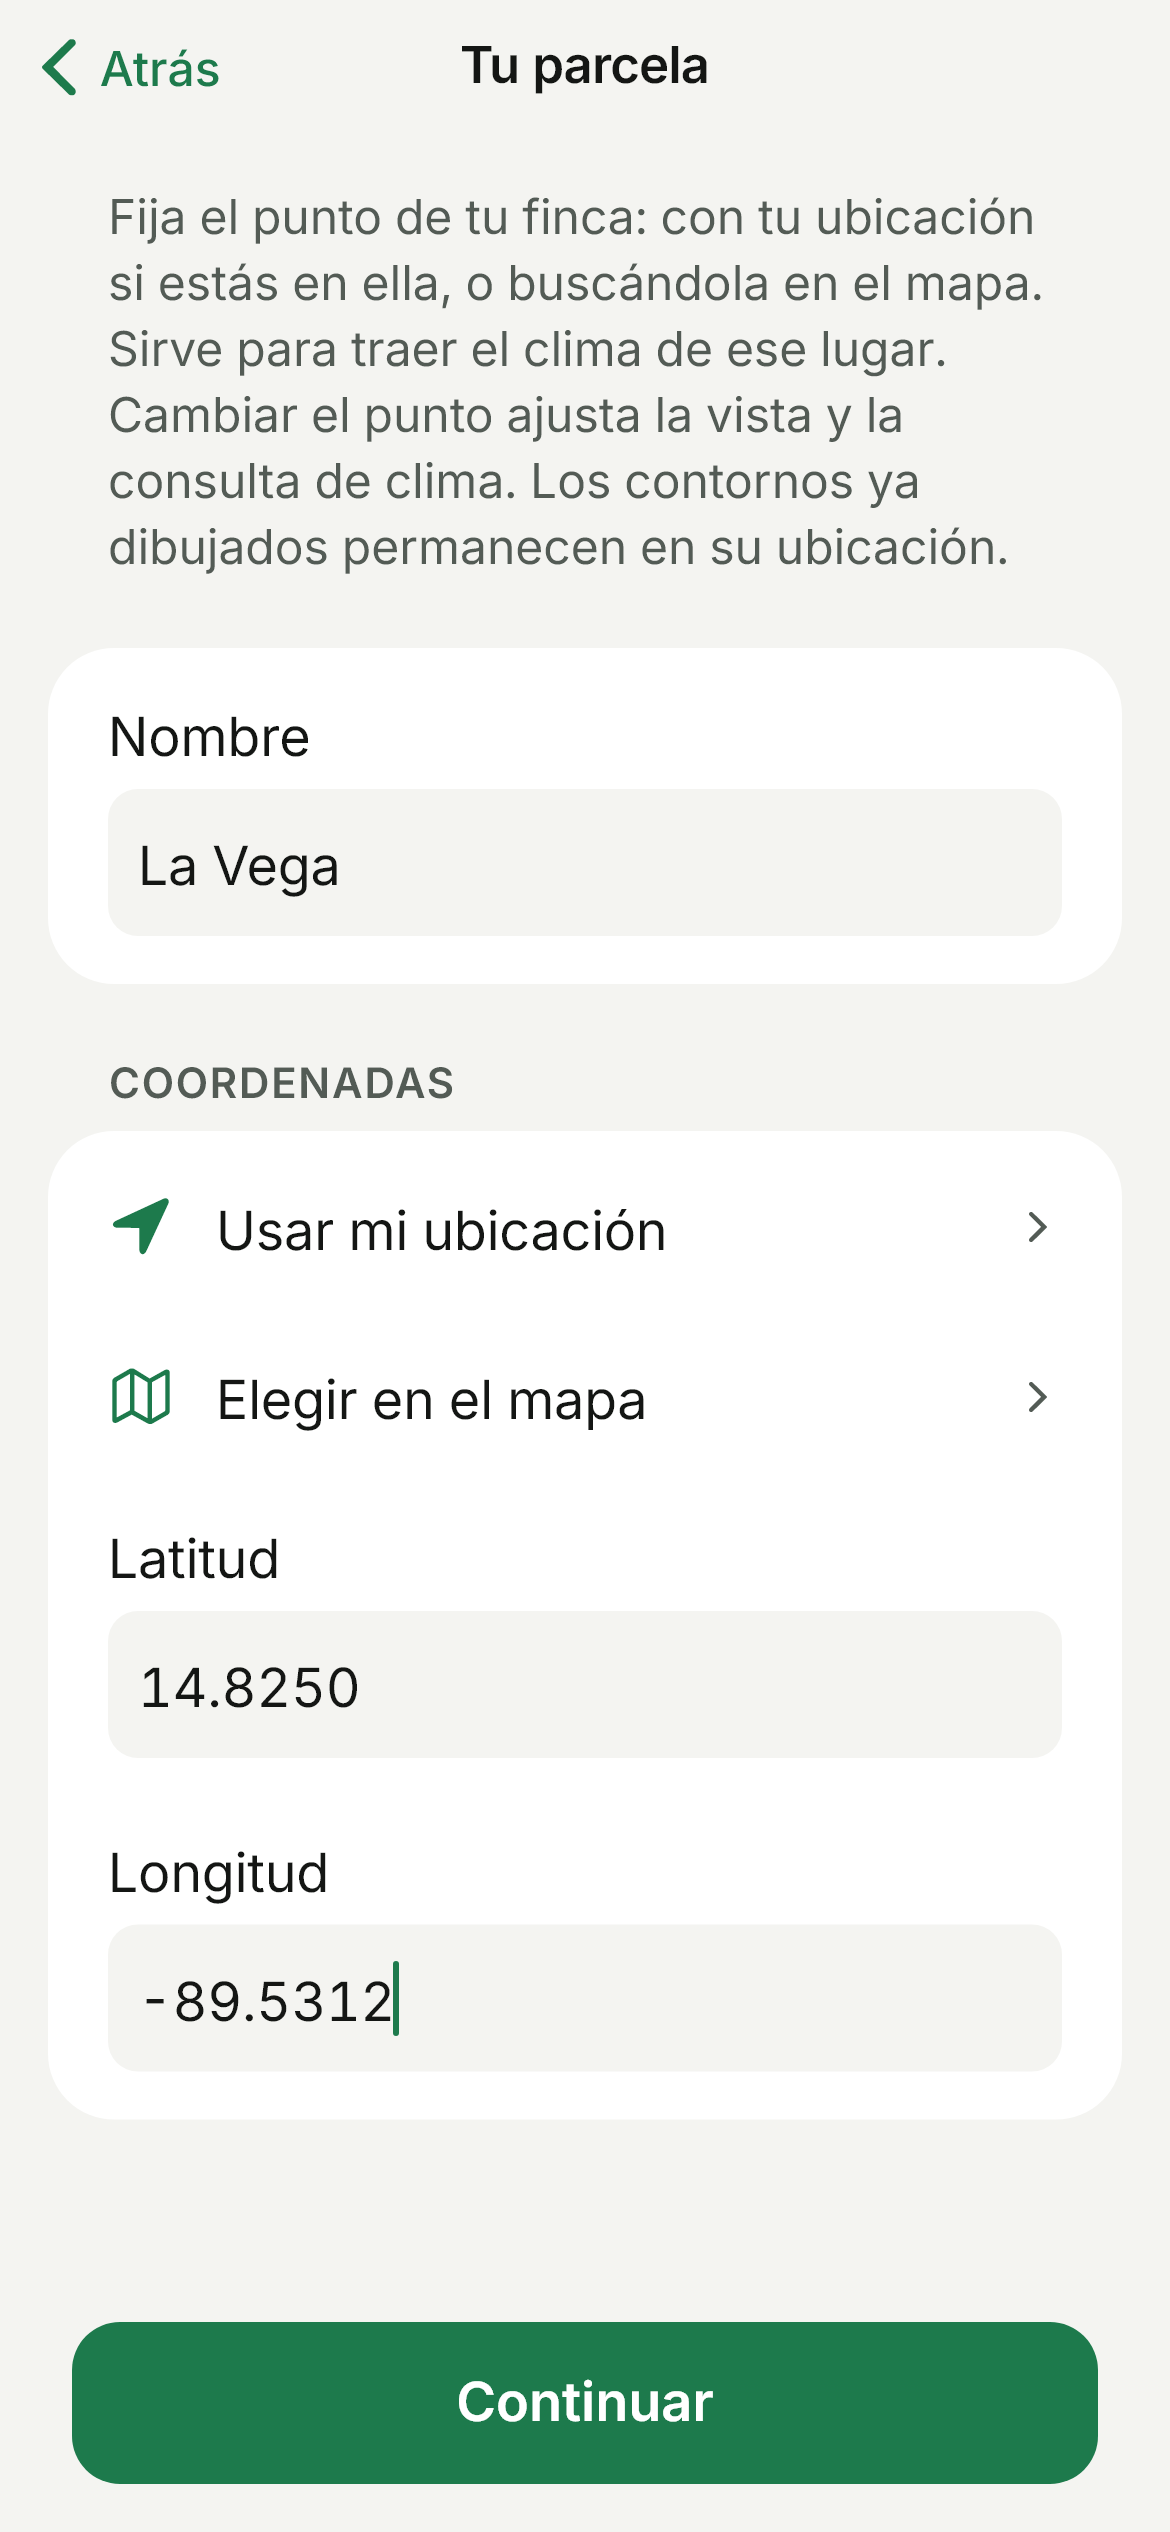 Atrás
Tu parcela
Fija el punto de tu finca: con tu ubicación
si estás en ella, o buscándola en el mapa.
Sirve para traer el clima de ese lugar.
Cambiar el punto ajusta la vista y la
consulta de clima. Los contornos ya
dibujados permanecen en su ubicación.
Nombre
La Vega
COORDENADAS
Usar mi ubicación
Elegir en el mapa
Latitud
14.8250
Longitud
-89.5312
Continuar